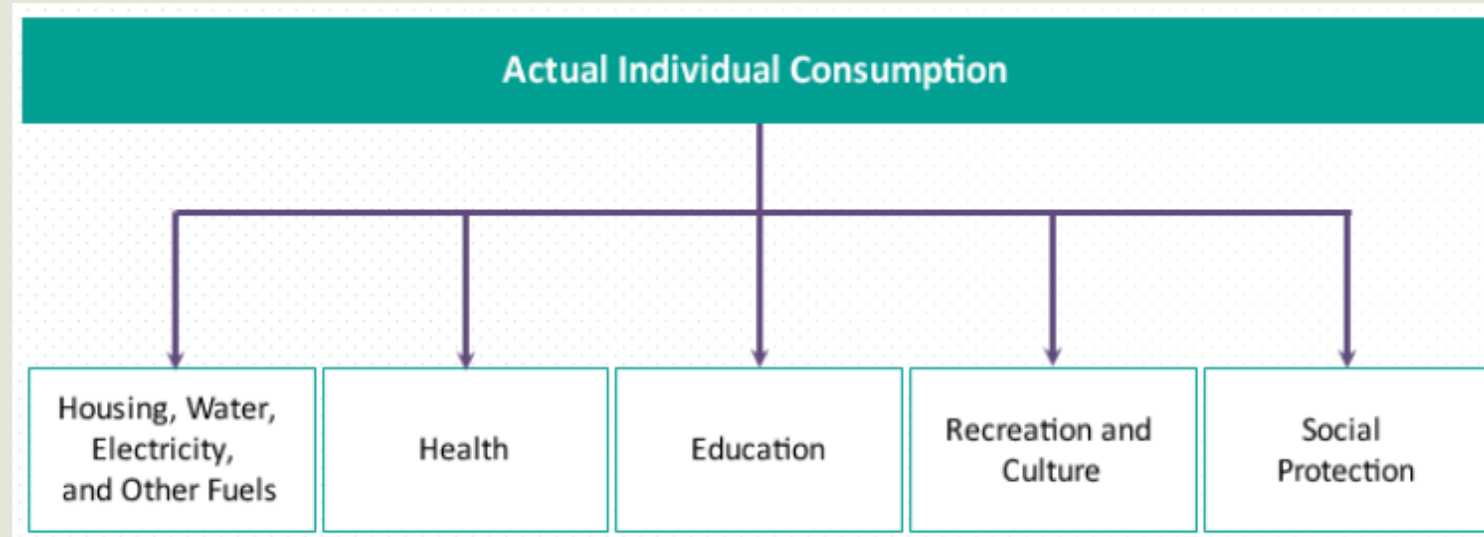 Actual Individual Consumption
Housing, Water,
Electricity,
and Other Fuels
Health
Education
Recreation and
Culture
Social
Protection